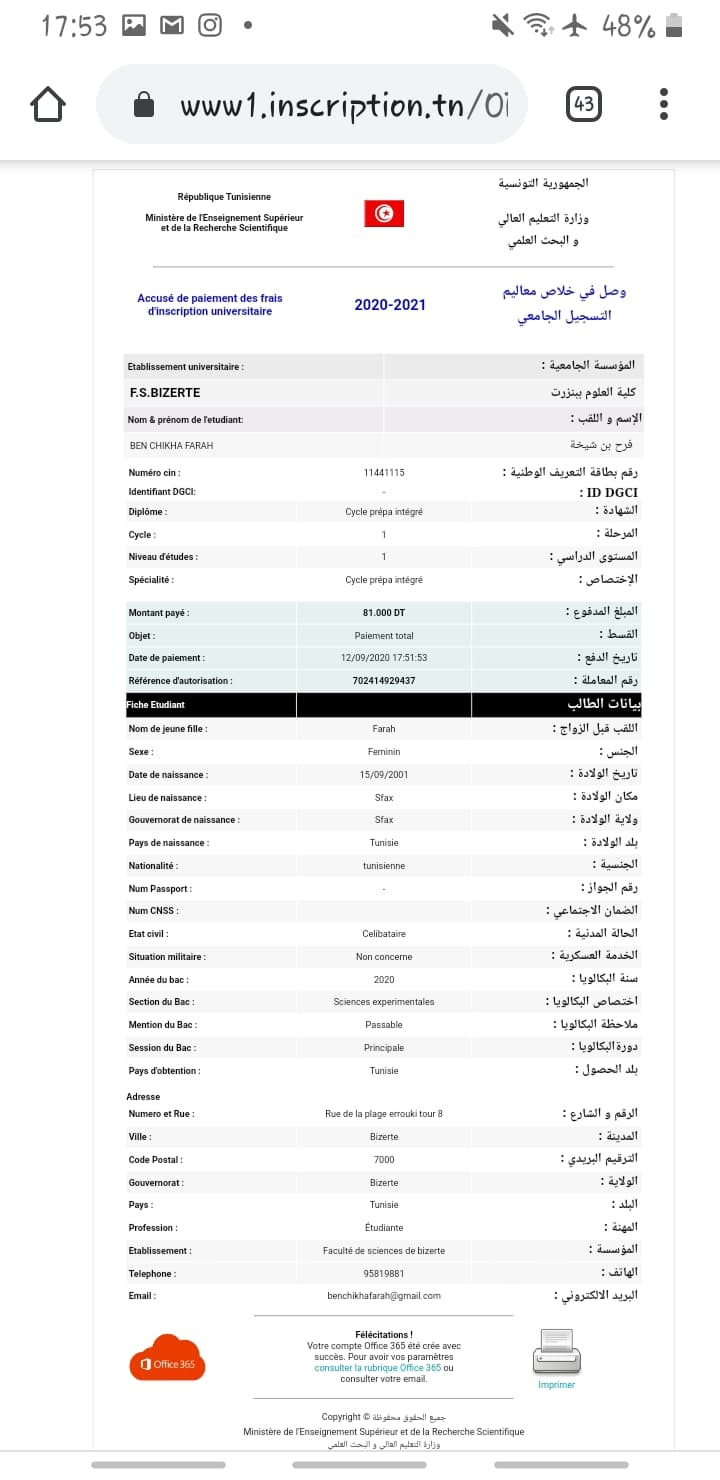 17:53
48%
www1.inscription.tn/Oi
43
République Tunisienne
الجمهورية التونسية
Ministère de l'Enseignement Supérieur
et de la Recherche Scientifique
وزارة التعليم العالي
و البحث العلمي
Accusé de paiement des frais
d'inscription universitaire
2020-2021
وصل في خلاص معاليم
التسجيل الجامعي
Etablissement universitaire : المؤسسة الجامعية :
F.S.BIZERTE كلية العلوم ببنزرت
Nom & prénom de l'etudiant: الإسم و اللقب :
BEN CHIKHA FARAH فرح بن شيخة
Numéro cin : 11441115 رقم بطاقة التعريف الوطنية :
Identifiant DGCI: - ID DGCI :
Diplôme : Cycle prépa intégré الشهادة :
Cycle : 1 المرحلة :
Niveau d'études : 1 المستوى الدراسي :
Spécialité : Cycle prépa intégré الإختصاص :
Montant payé : 81.000 DT المبلغ المدفوع :
Objet : Paiement total القسط :
Date de paiement : 12/09/2020 17:51:53 تاريخ الدفع :
Référence d'autorisation : 702414929437 رقم المعاملة :
Fiche Etudiant بيانات الطالب
Nom de jeune fille : Farah اللقب قبل الزواج :
Sexe : Feminin الجنس :
Date de naissance : 15/09/2001 تاريخ الولادة :
Lieu de naissance : Sfax مكان الولادة :
Gouvernorat de naissance : Sfax ولاية الولادة :
Pays de naissance : Tunisie بلد الولادة :
Nationalité : tunisienne الجنسية :
Num Passport : - رقم الجواز :
Num CNSS : الضمان الاجتماعي :
Etat civil : Celibataire الحالة المدنية :
Situation militaire : Non concerne الخدمة العسكرية :
Année du bac : 2020 سنة البكالويا :
Section du Bac : Sciences experimentales اختصاص البكالويا :
Mention du Bac : Passable ملاحظة البكالويا :
Session du Bac : Principale دورةالبكالويا :
Pays d'obtention : Tunisie بلد الحصول :
Adresse
Numero et Rue : Rue de la plage errouki tour 8 الرقم و الشارع :
Ville : Bizerte المدينة :
Code Postal : 7000 الترقيم البريدي :
Gouvernorat : Bizerte الولاية :
Pays : Tunisie البلد :
Profession : Étudiante المهنة :
Etablissement : Faculté de sciences de bizerte المؤسسة :
Telephone : 95819881 الهاتف :
Email : benchikhafarah@gmail.com البريد الالكتروني :
Office 365
Félécitations !
Votre compte Office 365 été crée avec
succès. Pour avoir vos paramètres
consulter la rubrique Office 365 ou
consulter votre email.
Imprimer
Copyright © جميع الحقوق محفوظة
Ministère de l'Enseignement Supérieur et de la Recherche Scientifique
وزارة التعليم العالي و البحث العلمي